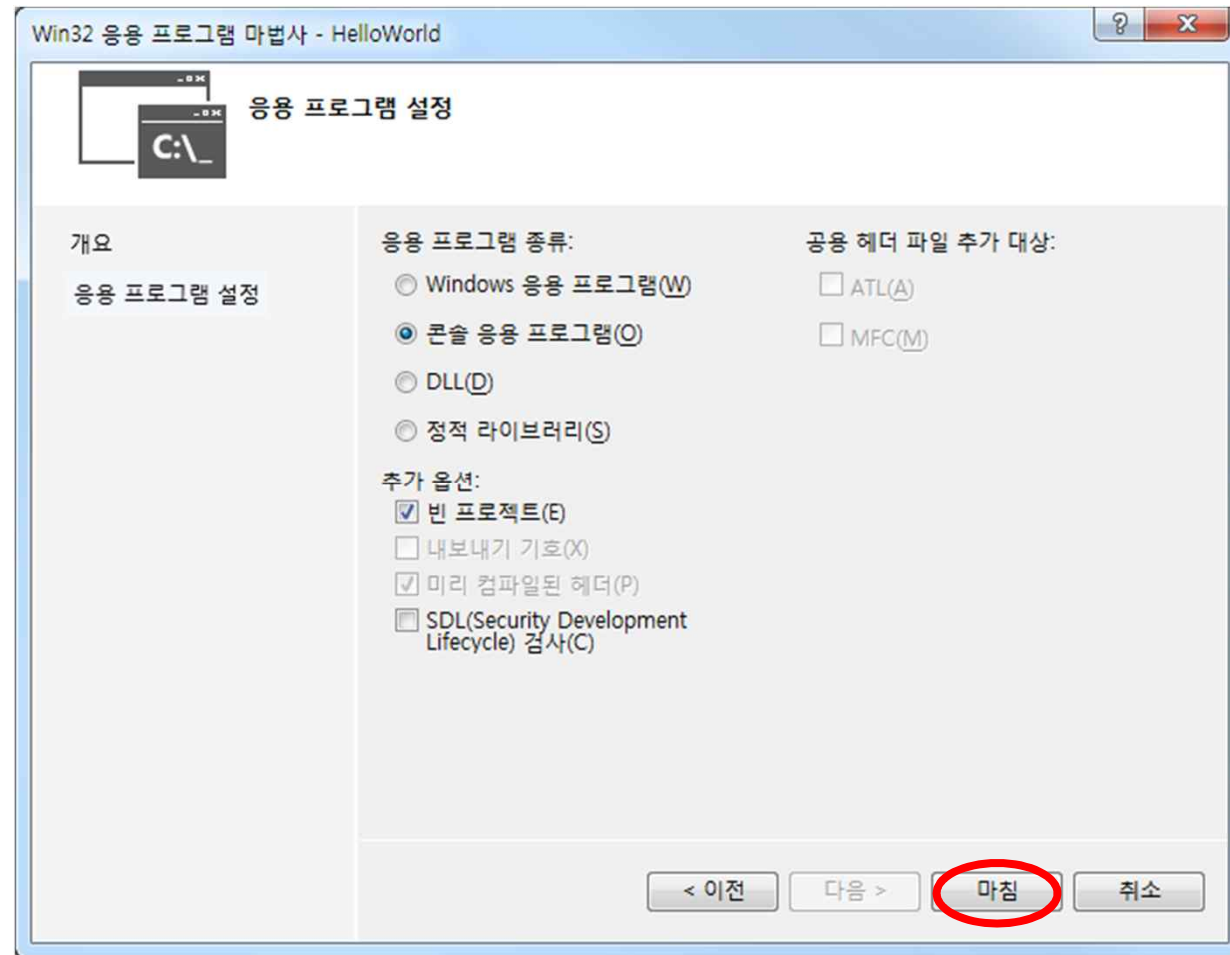 Win32 응용 프로그램 마법사 - HelloWorld
C:\_
응용 프로그램 설정
개요
응용 프로그램 설정
응용 프로그램 종류:
Windows 응용 프로그램(W)
콘솔 응용 프로그램(O)
DLL(D)
정적 라이브러리(S)
추가 옵션:
빈 프로젝트(E)
내보내기 기호(X)
미리 컴파일된 헤더(P)
SDL(Security Development
Lifecycle) 검사(C)
공용 헤더 파일 추가 대상:
ATL(A)
MFC(M)
< 이전
다음 >
마침
취소